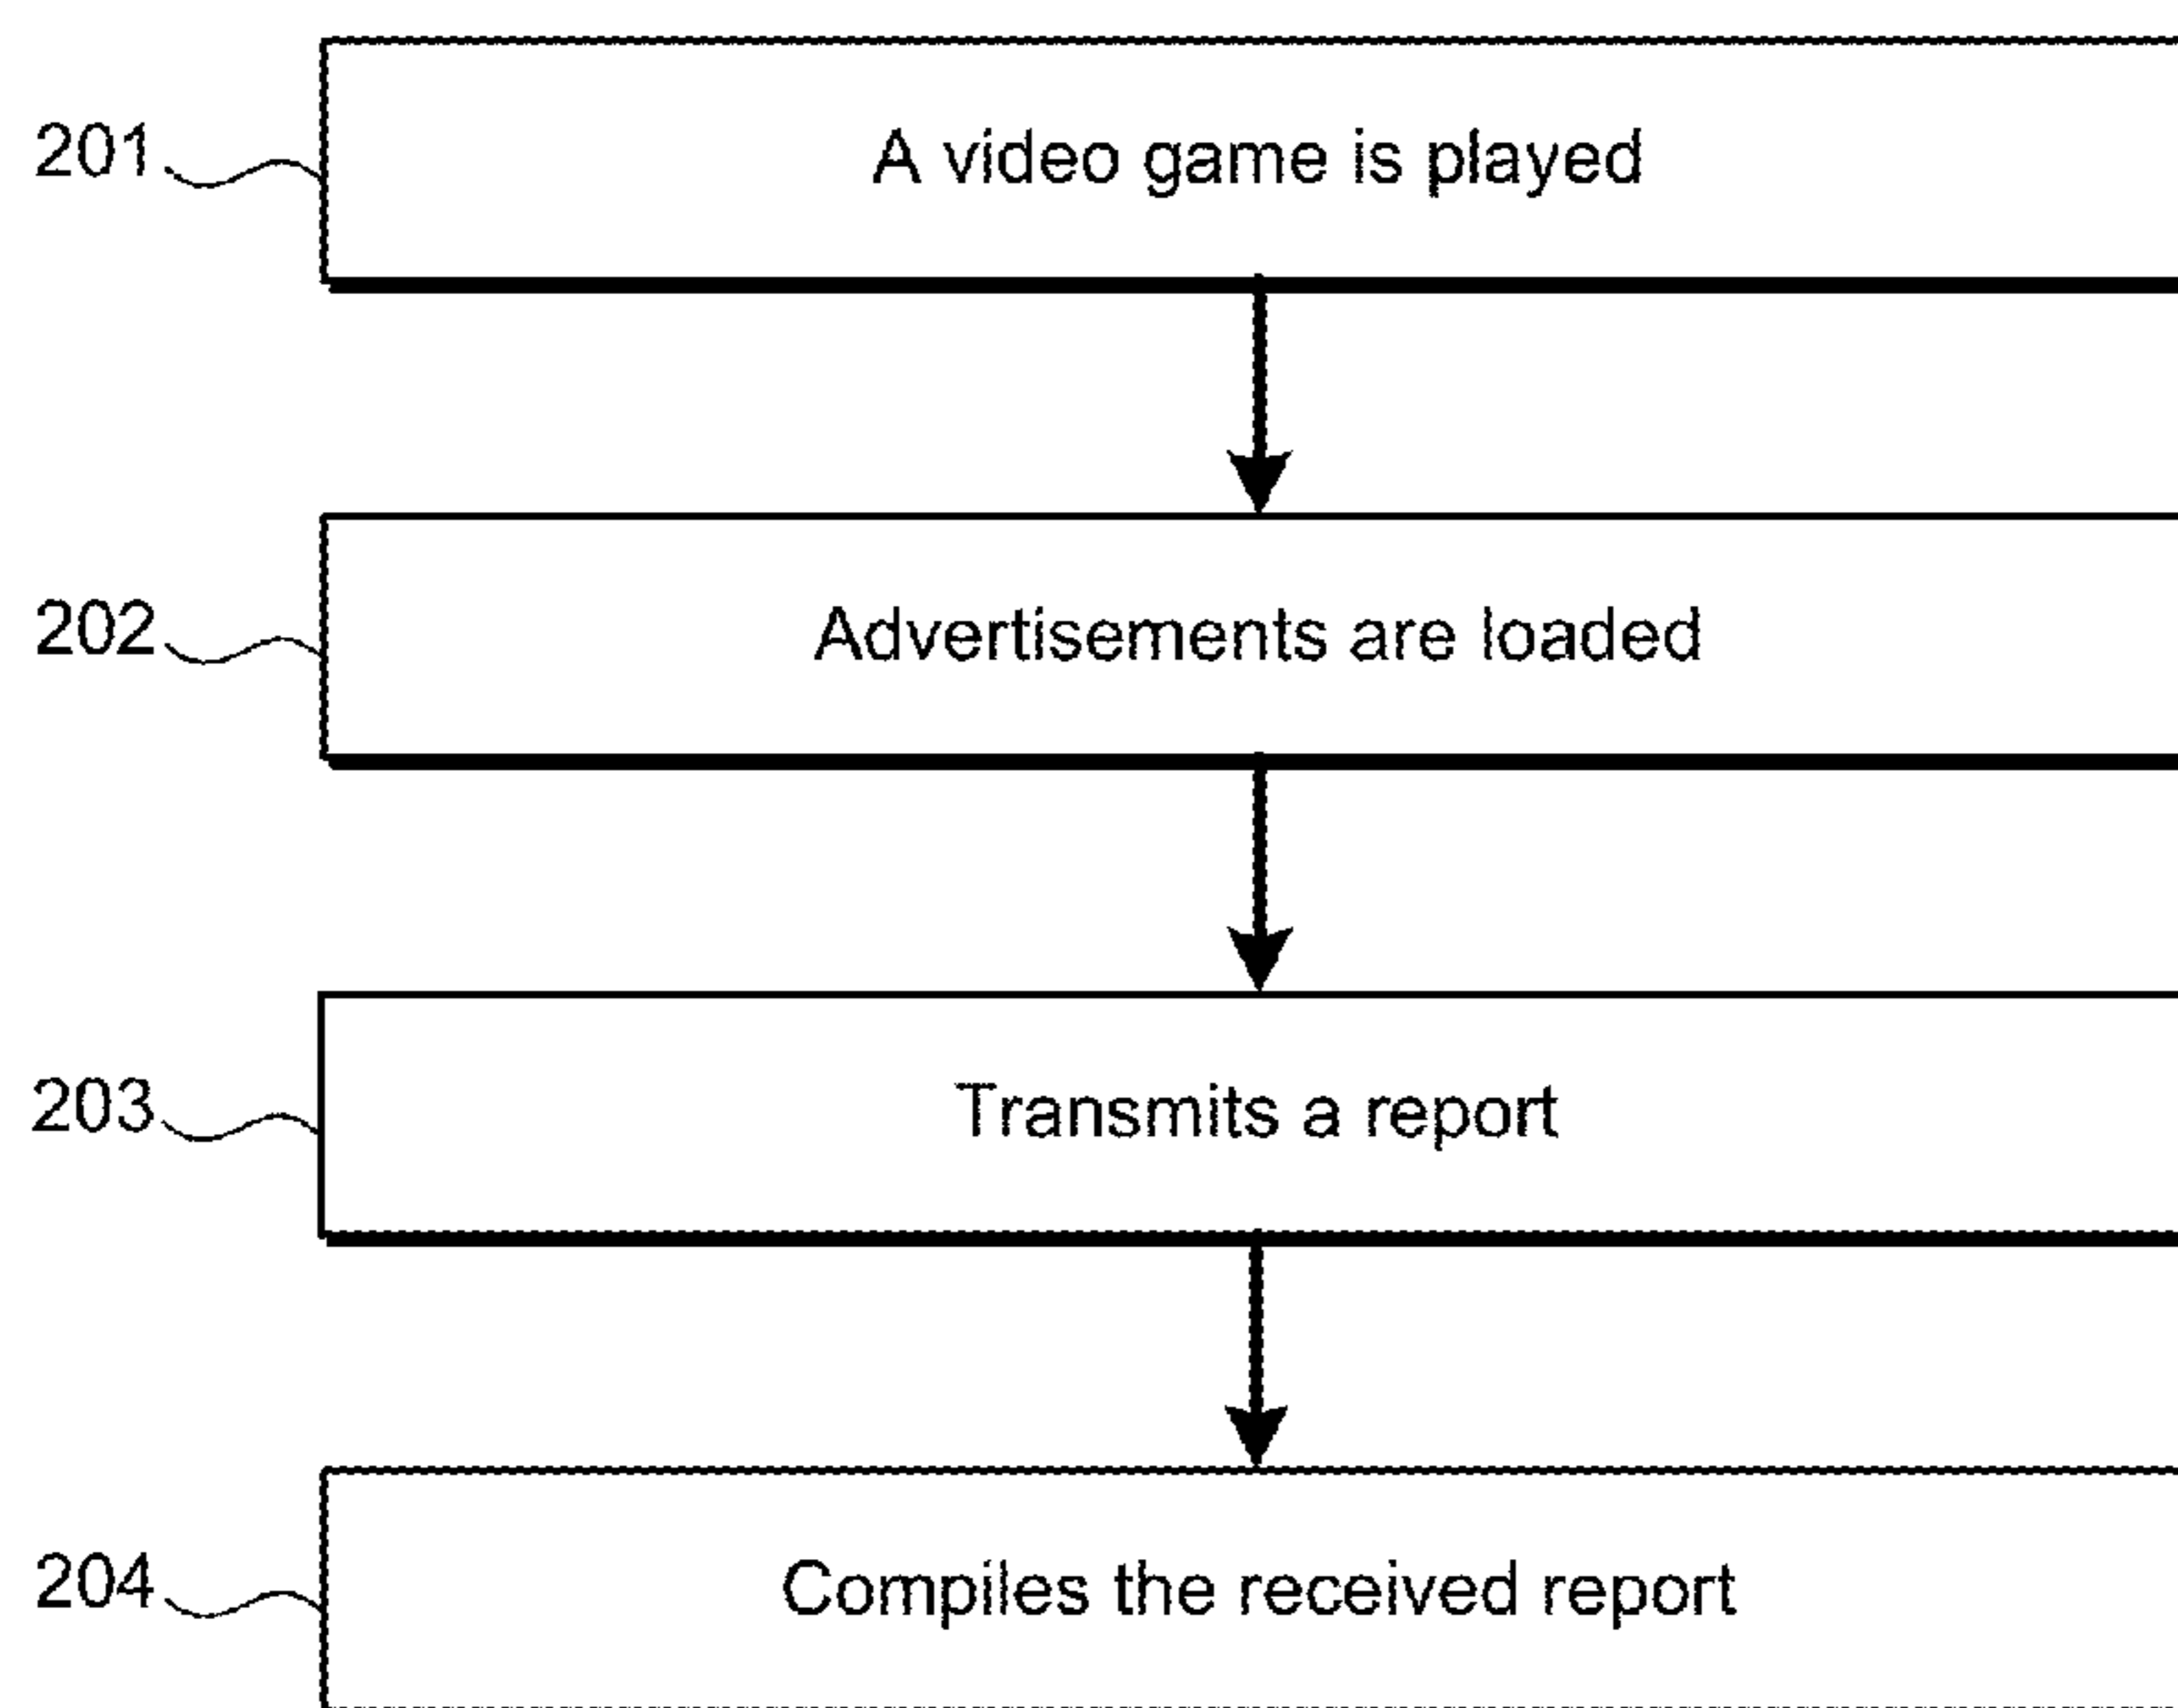 201
A video game is played
202
Advertisements are loaded
203
Transmits a report
204
Compiles the received report